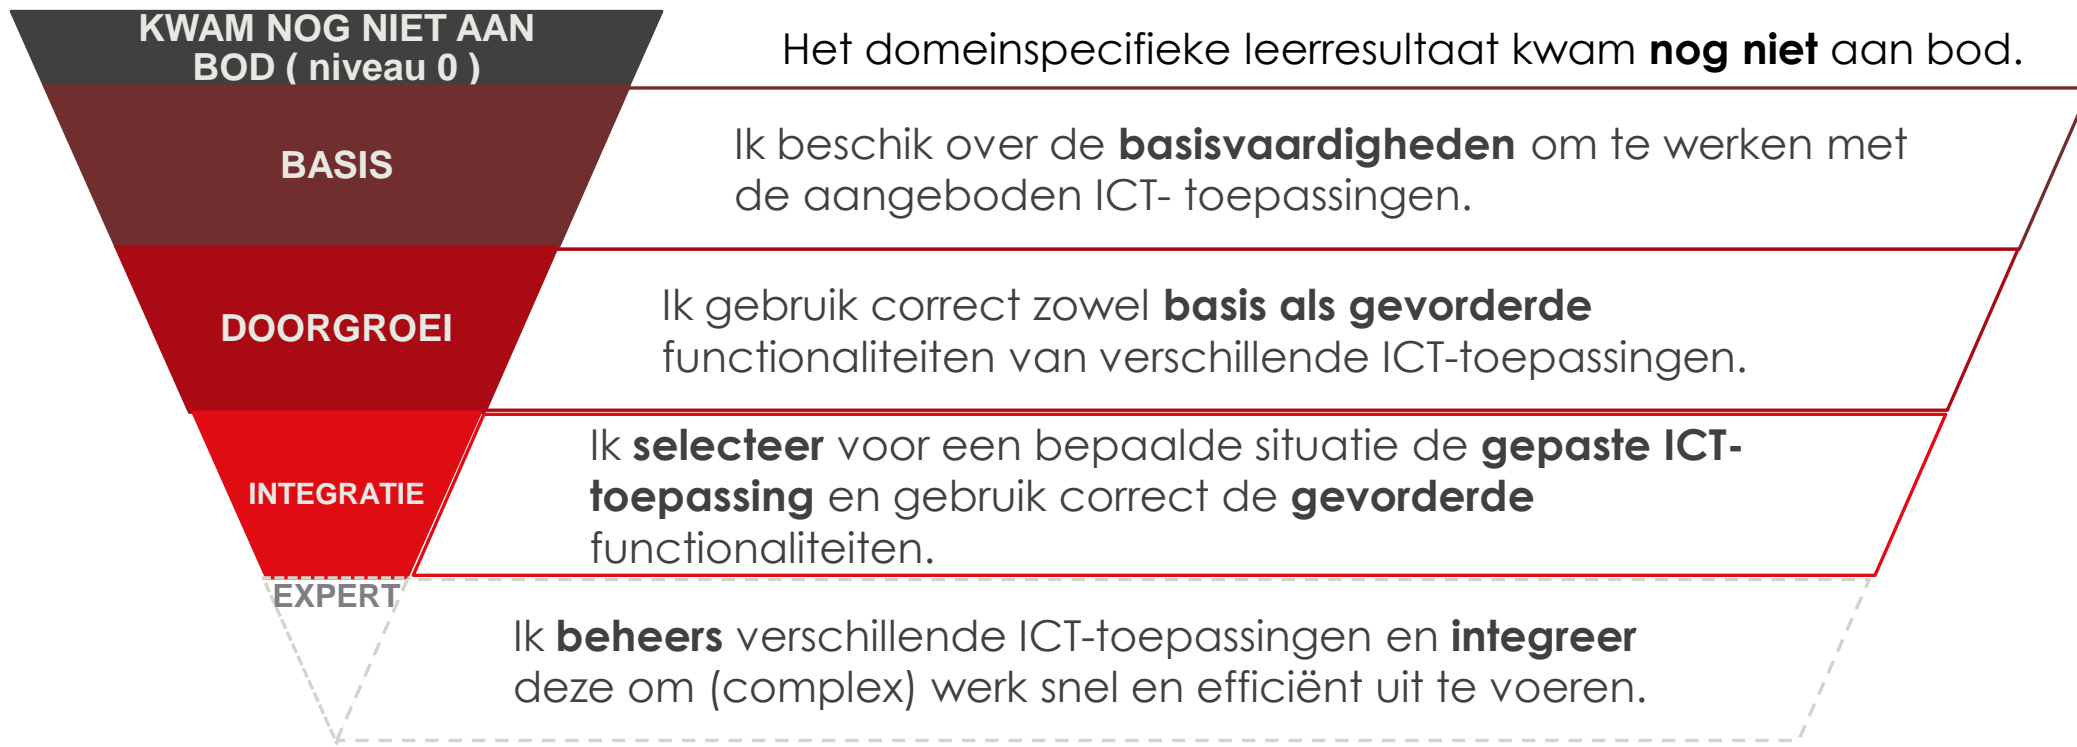 KWAM NOG NIET AAN
BOD ( niveau 0 )
Het domeinspecifieke leerresultaat kwam nog niet aan bod.
BASIS
Ik beschik over de basisvaardigheden om te werken met
de aangeboden ICT- toepassingen.
DOORGROEI
Ik gebruik correct zowel basis als gevorderde
functionaliteiten van verschillende ICT-toepassingen.
INTEGRATIE
Ik selecteer voor een bepaalde situatie de gepaste ICT-
toepassing en gebruik correct de gevorderde
functionaliteiten.
EXPERT
Ik beheers verschillende ICT-toepassingen en integreer
deze om (complex) werk snel en efficiënt uit te voeren.